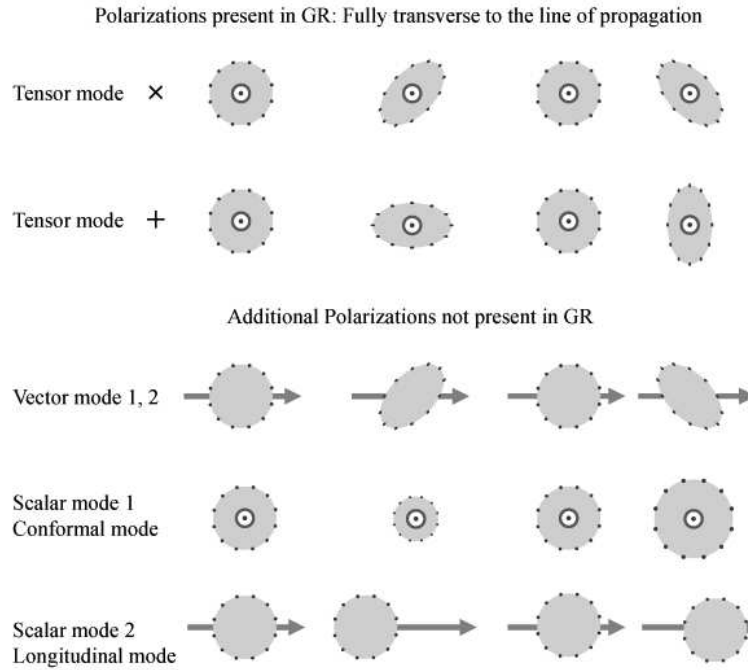 Polarizations present in GR: Fully transverse to the line of propagation
Tensor mode ×
Tensor mode +
Additional Polarizations not present in GR
Vector mode 1, 2
Scalar mode 1
Conformal mode
Scalar mode 2
Longitudinal mode